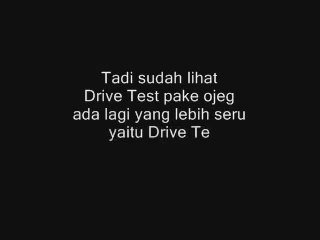 Tadi sudah lihat
Drive Test pake ojeg
ada lagi yang lebih seru
yaitu Drive Te